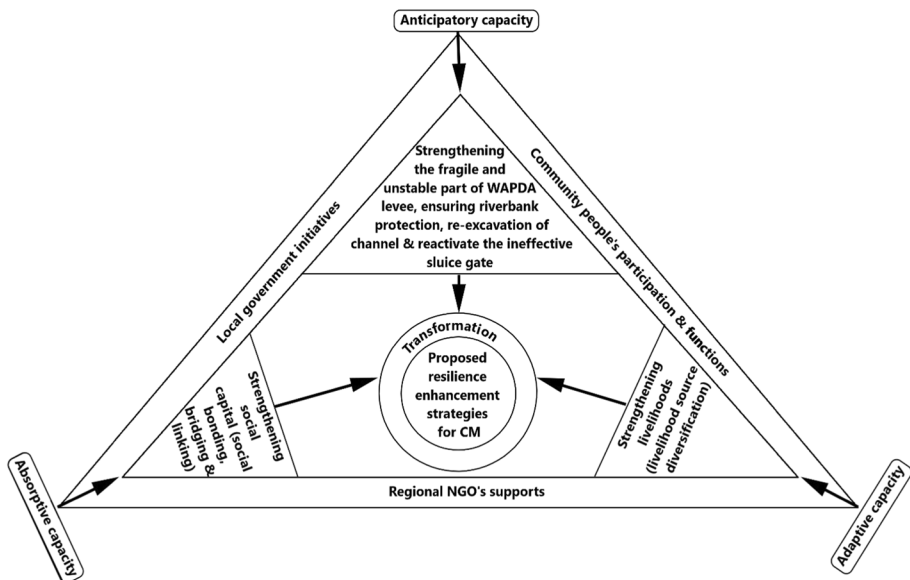 Anticipatory capacity
Strengthening
the fragile and
unstable part of WAPDA
levee, ensuring riverbank
protection, re-excavation of
channel & reactivate the ineffective
sluice gate
Local government initiatives
Community people's participation & functions
Transformation
Proposed
resilience
enhancement
strategies
for CM
Strengthening
social
capital (social
bonding,
bridging &
linking)
Strengthening
livelihoods
(livelihood source
diversification)
Regional NGO's supports
Absorptive capacity
Adaptive capacity